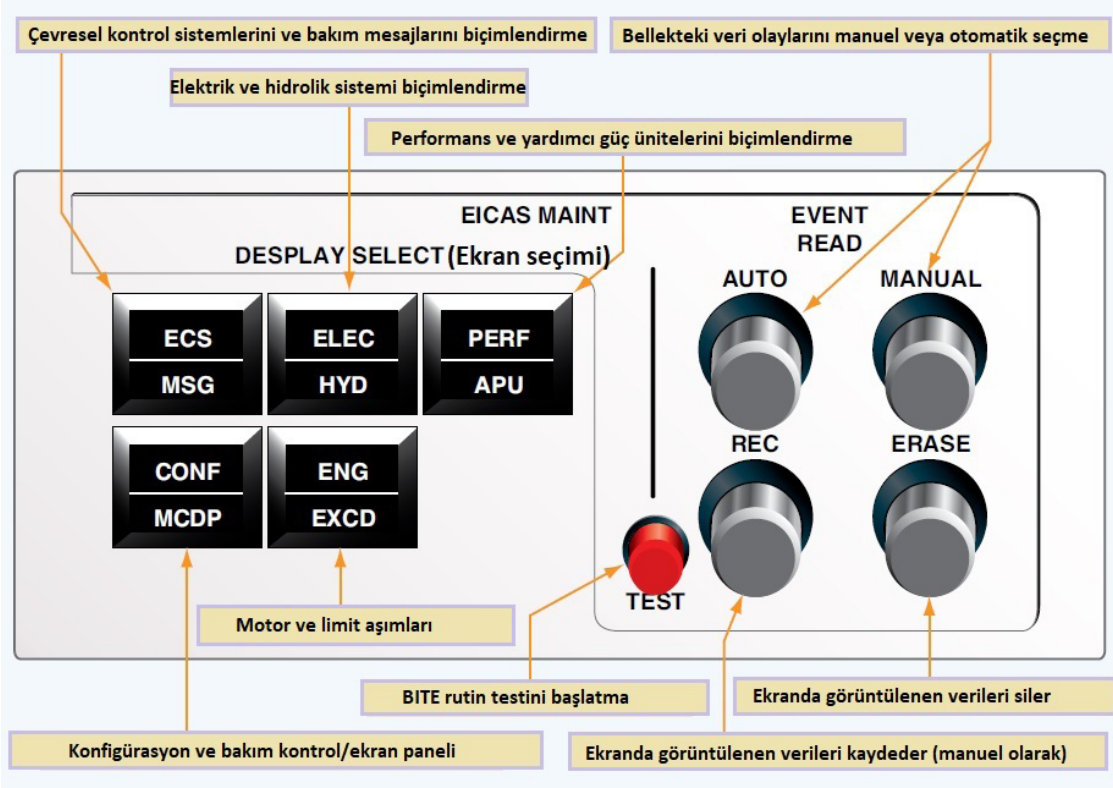 Çevresel kontrol sistemlerini ve bakım mesajlarını biçimlendirme
Bellekteki veri olaylarını manuel veya otomatik seçme
Elektrik ve hidrolik sistemi biçimlendirme
Performans ve yardımcı güç ünitelerini biçimlendirme
EICAS MAINT
DESPLAY SELECT (Ekran seçimi)
EVENT
READ
AUTO
MANUAL
ECS
MSG
ELEC
HYD
PERF
APU
REC
ERASE
CONF
MCDP
ENG
EXCD
TEST
Motor ve limit aşımları
BITE rutin testini başlatma
Ekranda görüntülenen verileri siler
Konfigürasyon ve bakım kontrol/ekran paneli
Ekranda görüntülenen verileri kaydeder (manuel olarak)